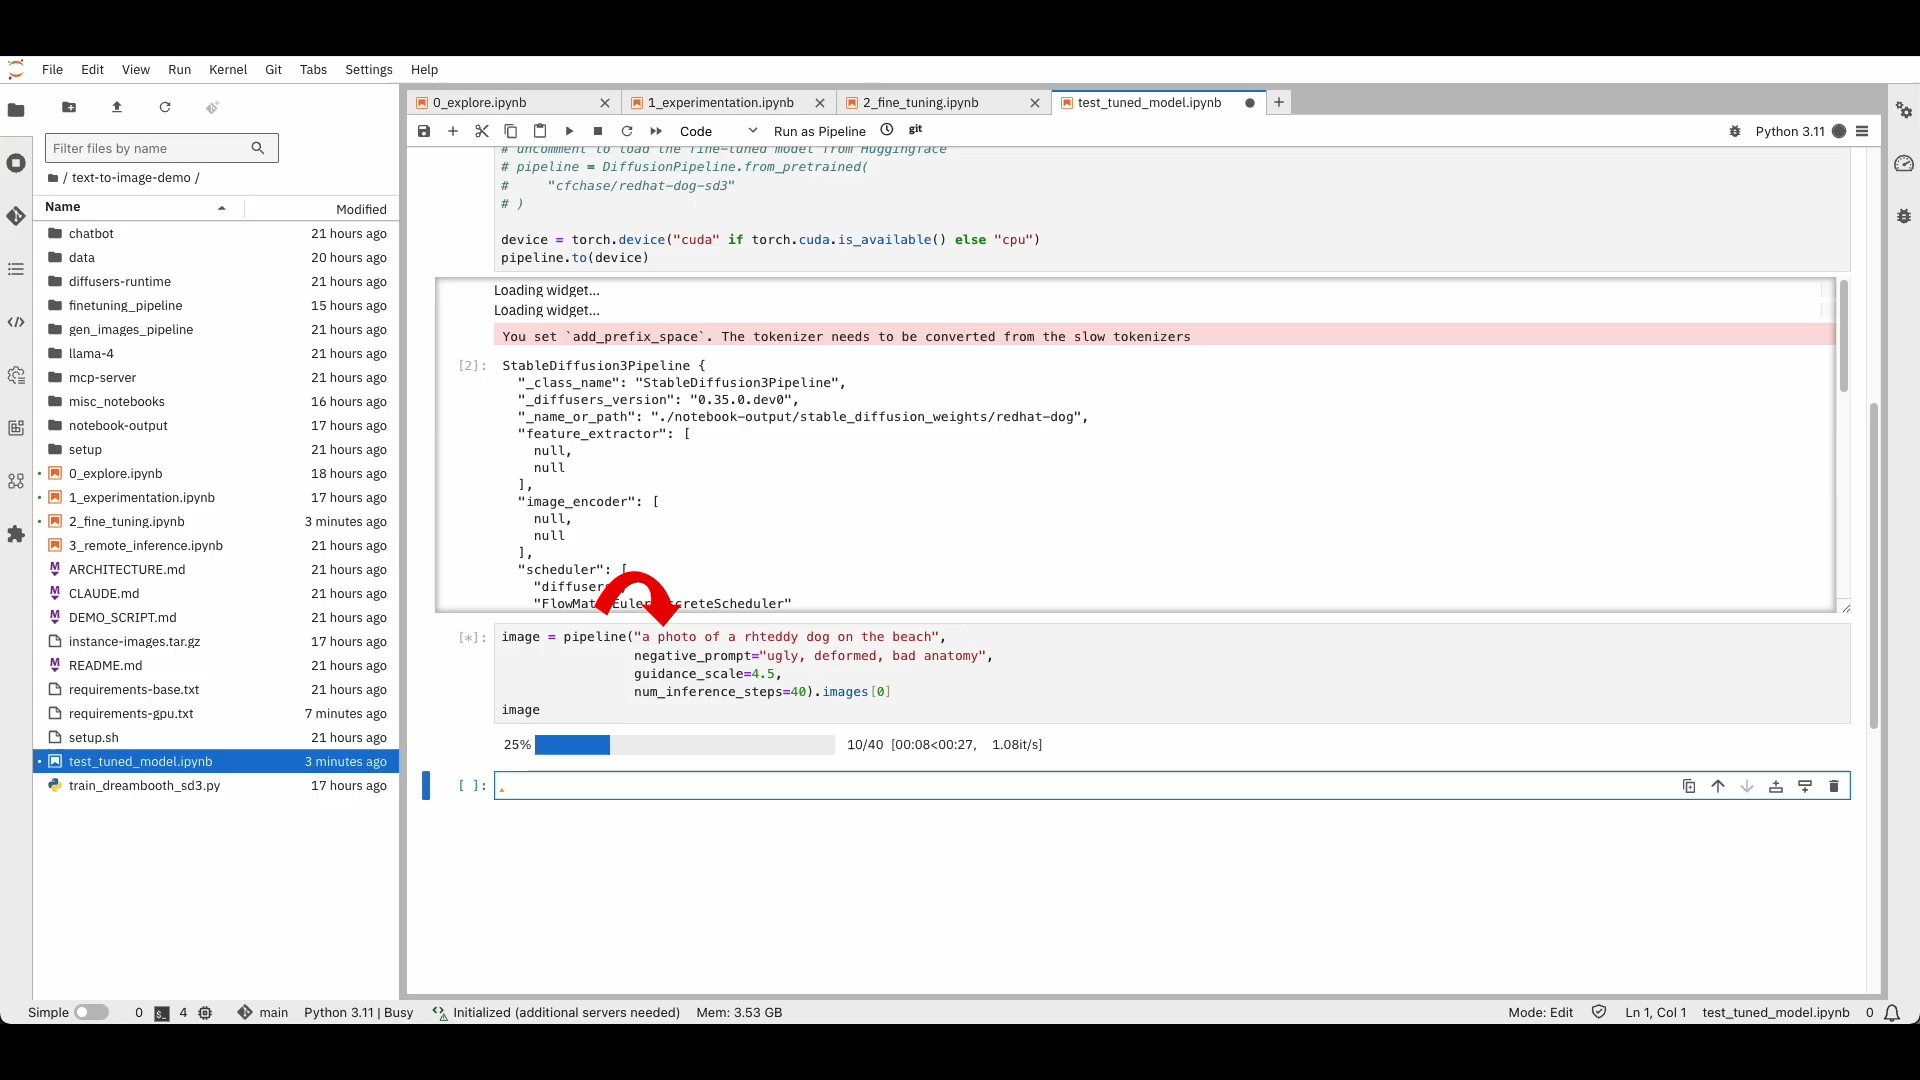 File Edit View Run Kernel Git Tabs Settings Help
Filter files by name
/ text-to-image-demo /
Name Modified
chatbot 21 hours ago
data 20 hours ago
diffusers-runtime 21 hours ago
finetuning_pipeline 15 hours ago
gen_images_pipeline 21 hours ago
llama-4 21 hours ago
mcp-server 21 hours ago
misc_notebooks 16 hours ago
notebook-output 17 hours ago
setup 21 hours ago
0_explore.ipynb 18 hours ago
1_experimentation.ipynb 17 hours ago
2_fine_tuning.ipynb 3 minutes ago
3_remote_inference.ipynb 21 hours ago
ARCHITECTURE.md 21 hours ago
CLAUDE.md 21 hours ago
DEMO_SCRIPT.md 21 hours ago
instance-images.tar.gz 17 hours ago
README.md 21 hours ago
requirements-base.txt 21 hours ago
requirements-gpu.txt 7 minutes ago
setup.sh 21 hours ago
test_tuned_model.ipynb 3 minutes ago
train_dreambooth_sd3.py 17 hours ago
0_explore.ipynb 1_experimentation.ipynb 2_fine_tuning.ipynb test_tuned_model.ipynb
Code Run as Pipeline git Python 3.11
# uncomment to load the fine-tuned model from Huggingface
# pipeline = DiffusionPipeline.from_pretrained(
# "cfchase/redhat-dog-sd3"
# )
device = torch.device("cuda" if torch.cuda.is_available() else "cpu")
pipeline.to(device)
Loading widget...
Loading widget...
You set `add_prefix_space`. The tokenizer needs to be converted from the slow tokenizers
[2]: StableDiffusion3Pipeline {
"_class_name": "StableDiffusion3Pipeline",
"_diffusers_version": "0.35.0.dev0",
"_name_or_path": "./notebook-output/stable_diffusion_weights/redhat-dog",
"feature_extractor": [
null,
null
],
"image_encoder": [
null,
null
],
"scheduler": [
"diffusers
"FlowMatchEulerDiscreteScheduler"
[*]: image = pipeline("a photo of a rhteddy dog on the beach",
negative_prompt="ugly, deformed, bad anatomy",
guidance_scale=4.5,
num_inference_steps=40).images[0]
image
25% 10/40 [00:08<00:27, 1.08it/s]
[ ]:
Simple 0 4 main Python 3.11 | Busy Initialized (additional servers needed) Mem: 3.53 GB Mode: Edit Ln 1, Col 1 test_tuned_model.ipynb 0